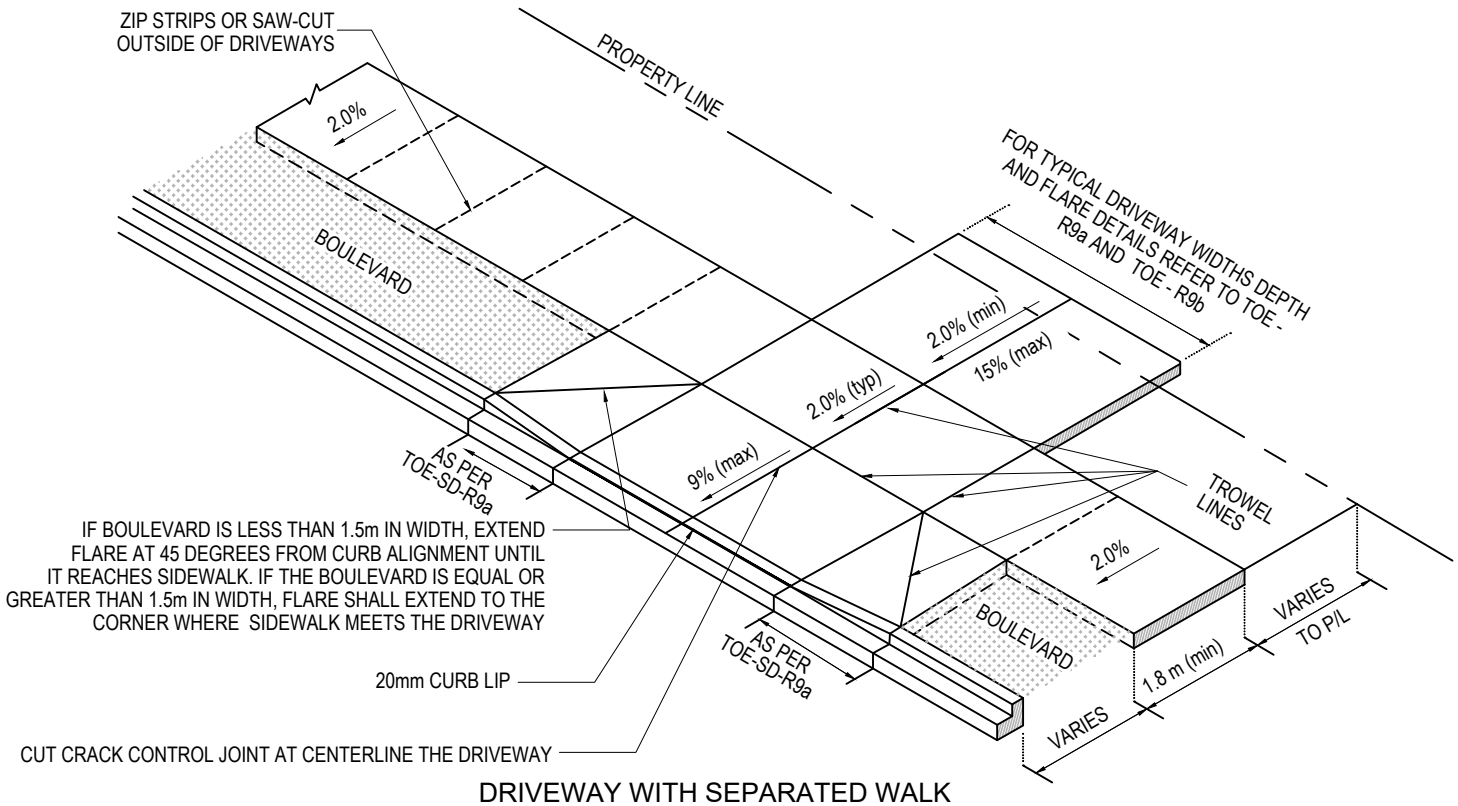 ZIP STRIPS OR SAW-CUT
OUTSIDE OF DRIVEWAYS
PROPERTY LINE
2.0%
FOR TYPICAL DRIVEWAY WIDTHS DEPTH
AND FLARE DETAILS REFER TO TOE -
R9a AND TOE - R9b
BOULEVARD
2.0% (min)
15% (max)
2.0% (typ)
9% (max)
AS PER
TOE-SD-R9a
TROWEL
LINES
IF BOULEVARD IS LESS THAN 1.5m IN WIDTH, EXTEND
FLARE AT 45 DEGREES FROM CURB ALIGNMENT UNTIL
IT REACHES SIDEWALK. IF THE BOULEVARD IS EQUAL OR
GREATER THAN 1.5m IN WIDTH, FLARE SHALL EXTEND TO THE
CORNER WHERE SIDEWALK MEETS THE DRIVEWAY
2.0%
BOULEVARD
VARIES
TO P/L
1.8 m (min)
VARIES
AS PER
TOE-SD-R9a
20mm CURB LIP
CUT CRACK CONTROL JOINT AT CENTERLINE THE DRIVEWAY
DRIVEWAY WITH SEPARATED WALK